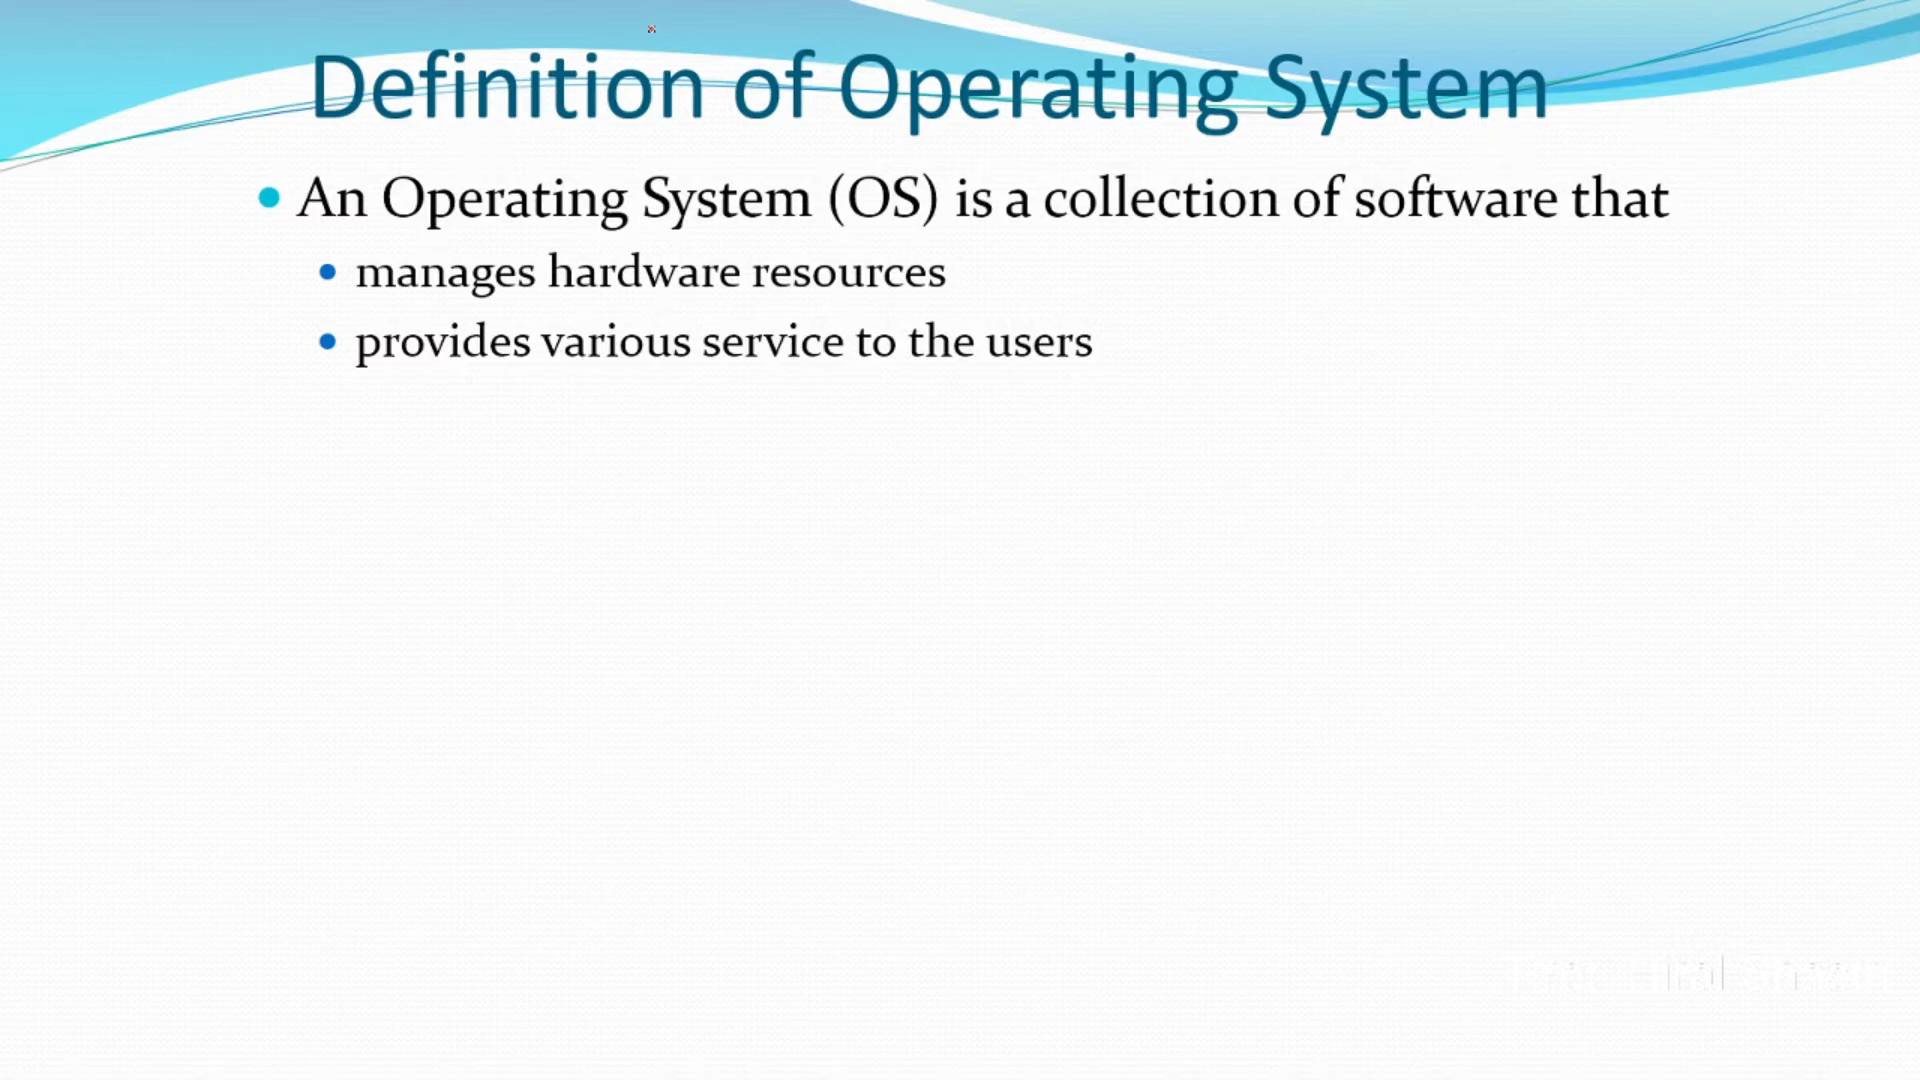 Definition of Operating System
An Operating System (OS) is a collection of software that
manages hardware resources
provides various service to the users